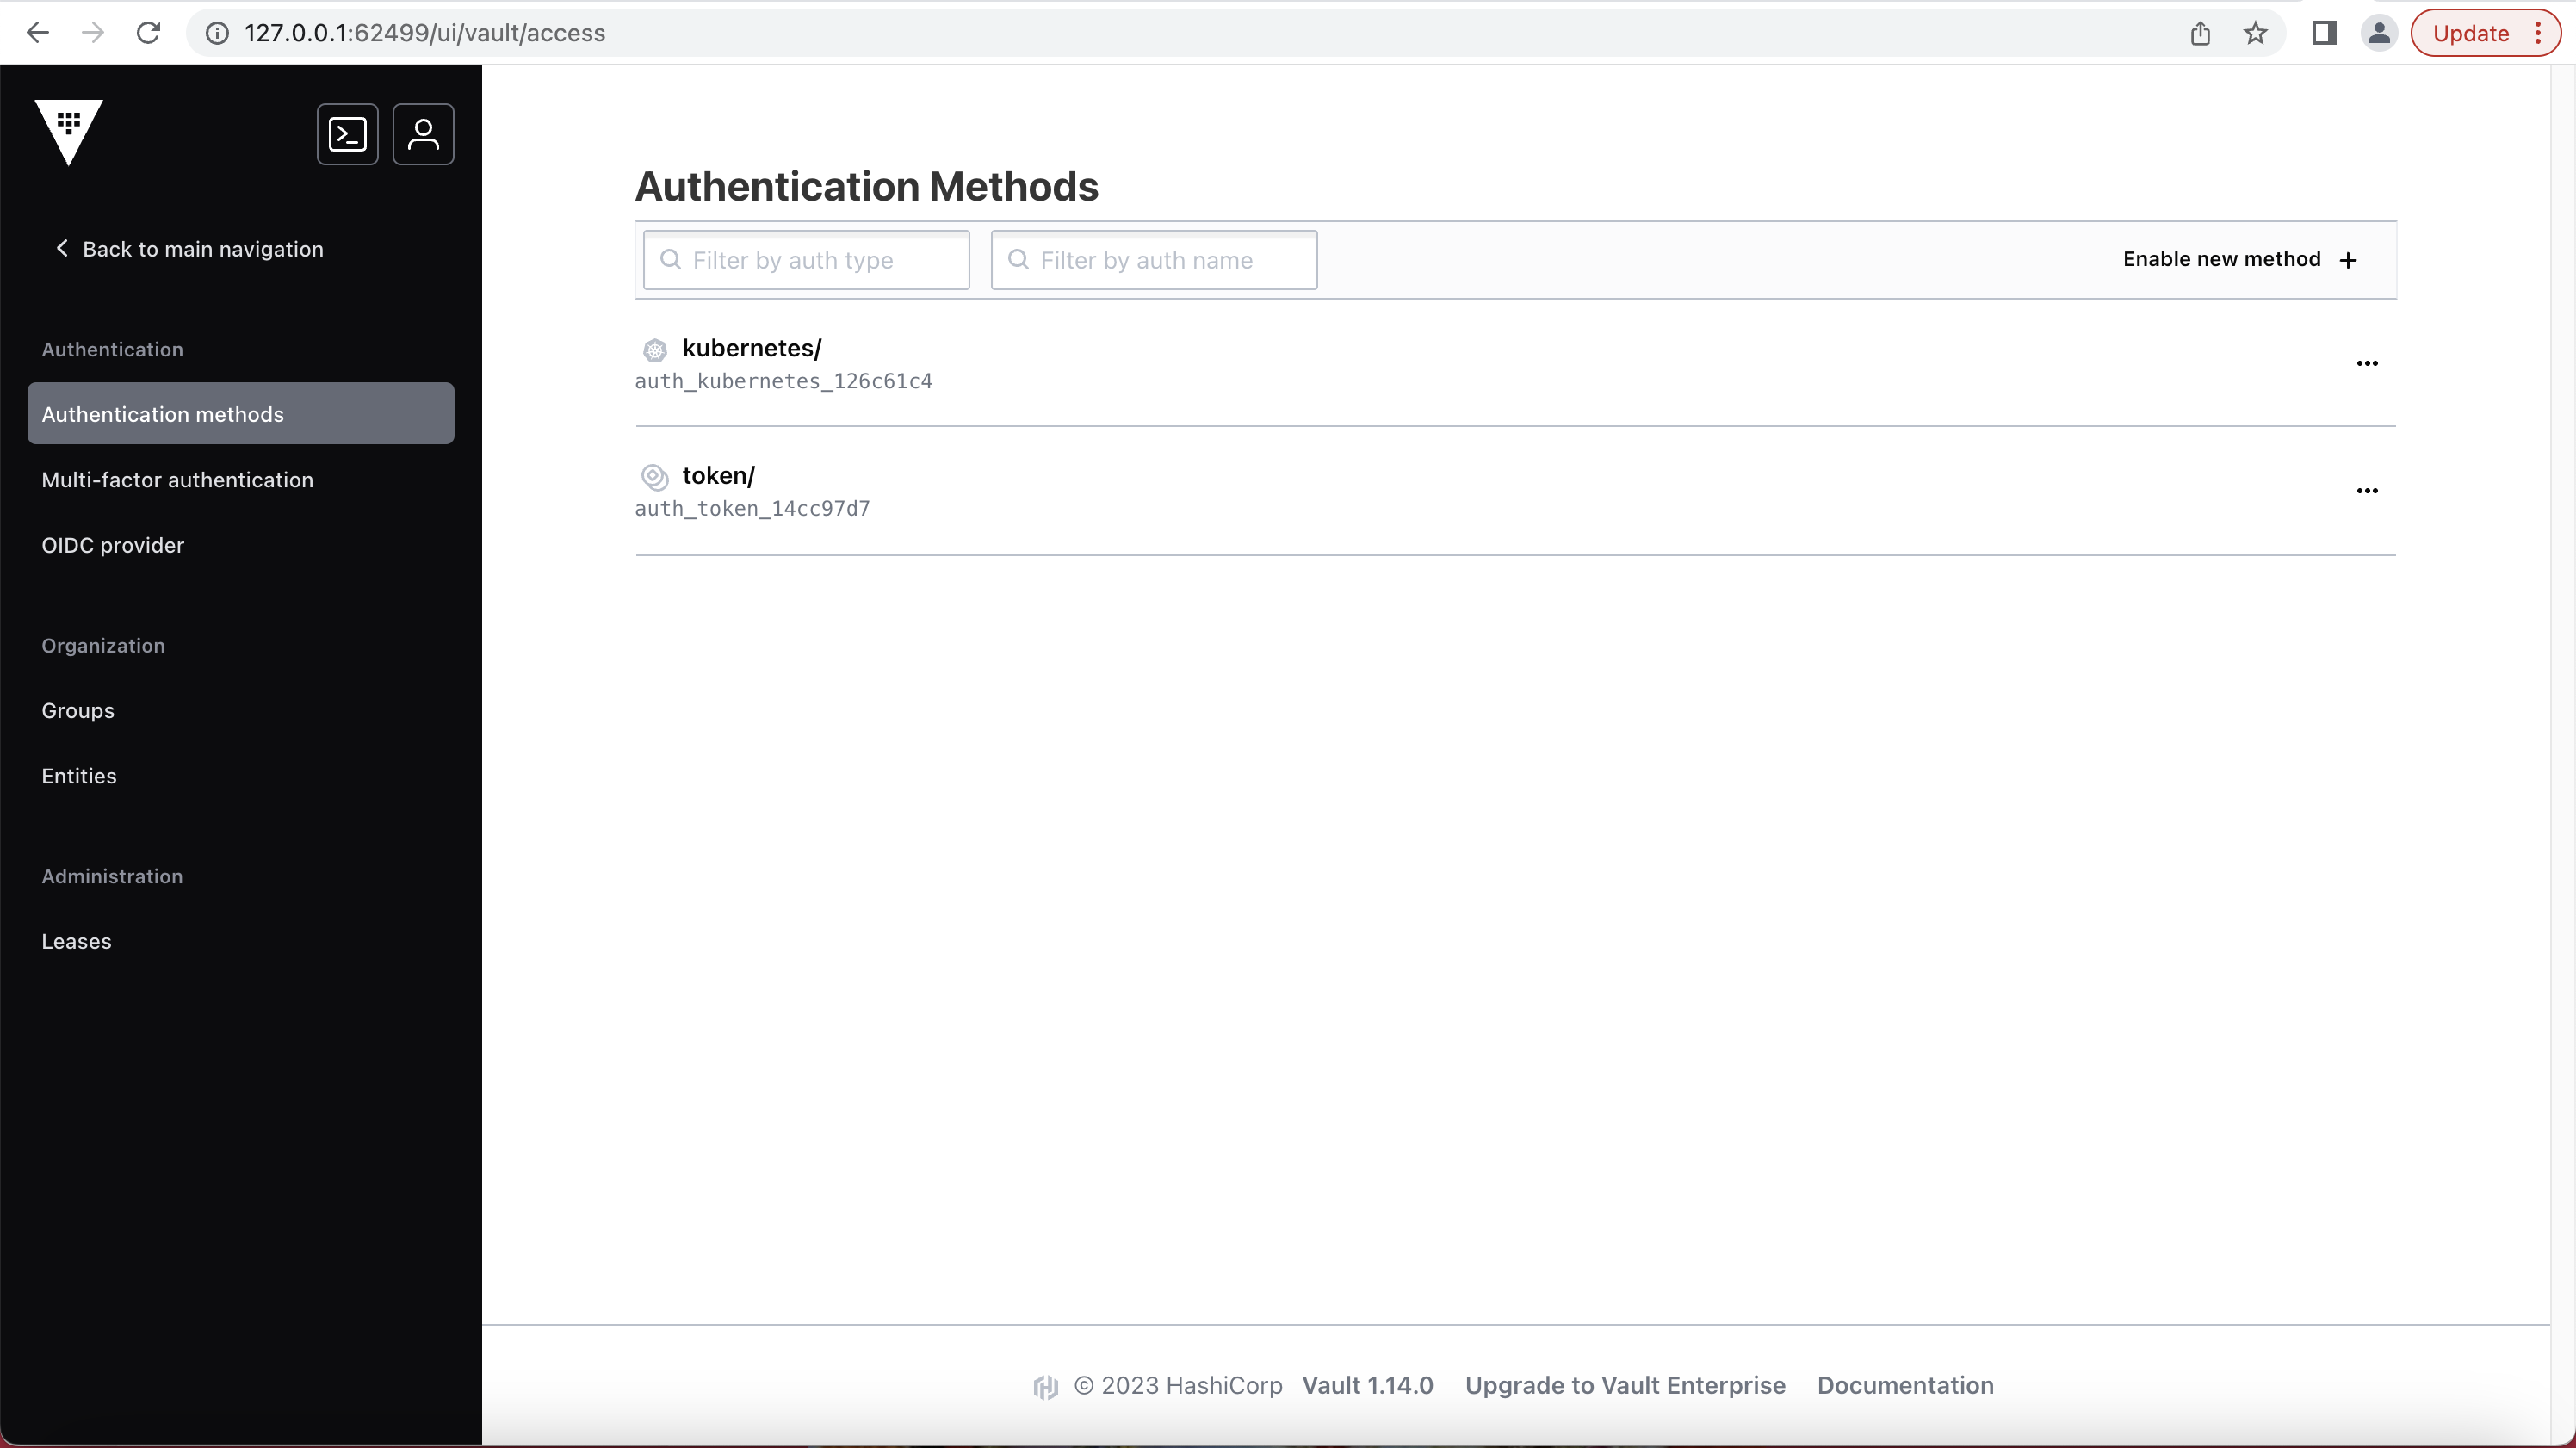 127.0.0.1:62499/ui/vault/access
Update
Back to main navigation
Authentication
Authentication methods
Multi-factor authentication
OIDC provider
Organization
Groups
Entities
Administration
Leases
Authentication Methods
Filter by auth type
Filter by auth name
Enable new method +
kubernetes/
auth_kubernetes_126c61c4
token/
auth_token_14cc97d7
© 2023 HashiCorp Vault 1.14.0 Upgrade to Vault Enterprise Documentation